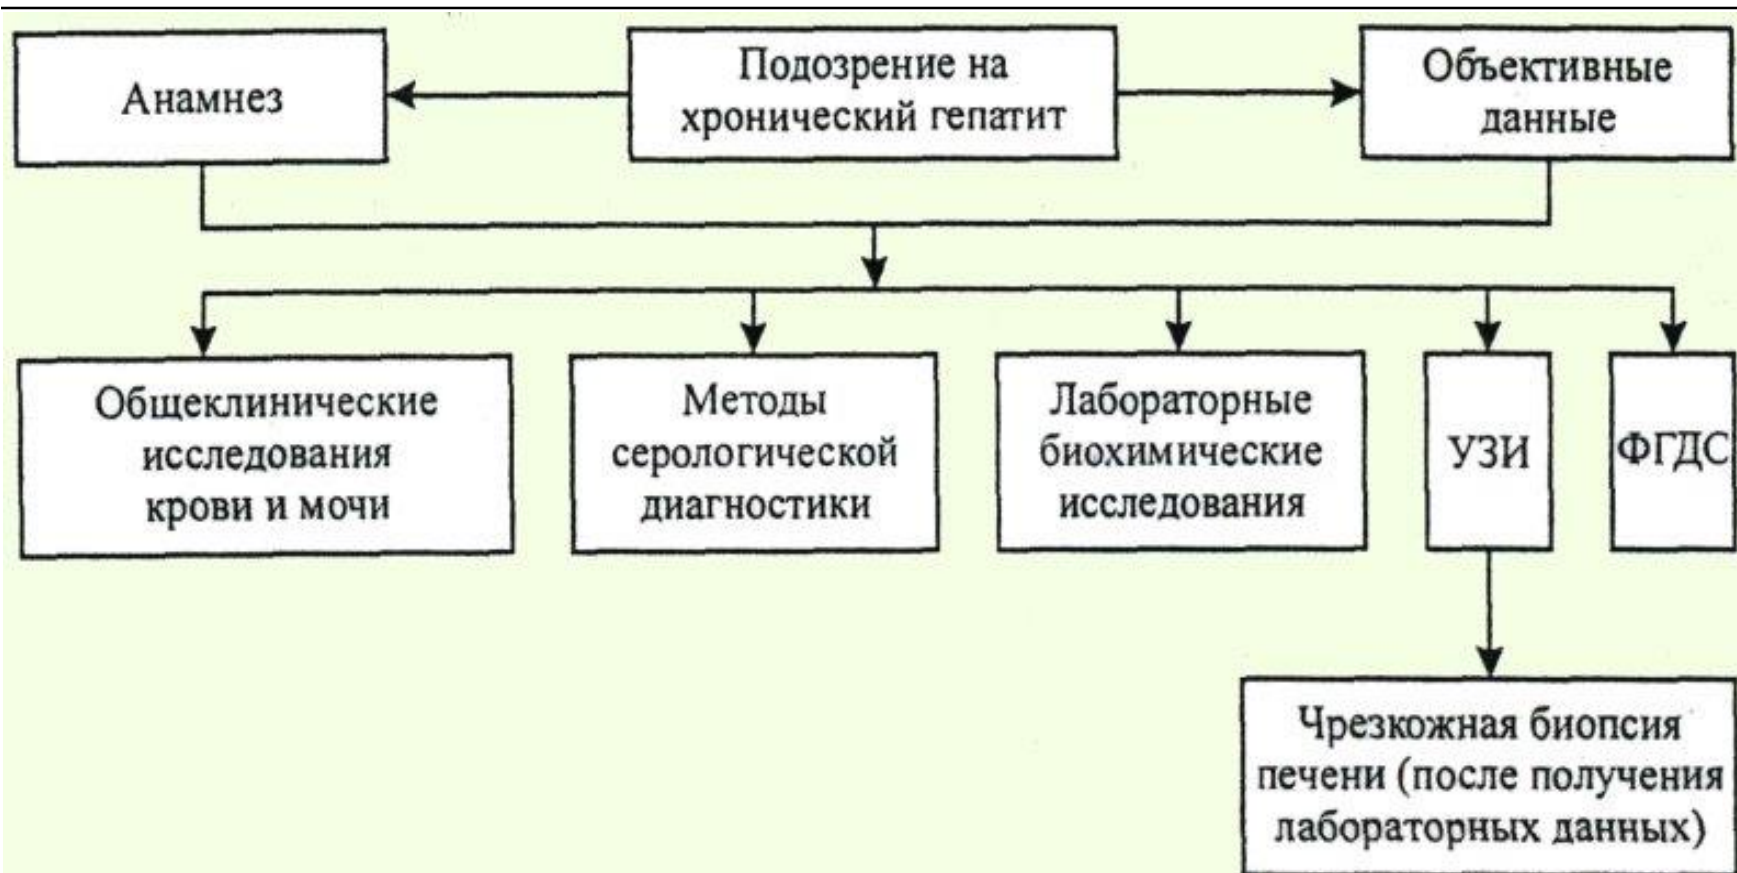 Анамнез
Подозрение на
хронический гепатит
Объективные
данные
Общеклинические
исследования
крови и мочи
Методы
серологической
диагностики
Лабораторные
биохимические
исследования
УЗИ
ФГДС
Чрезкожная биопсия
печени (после получения
лабораторных данных)